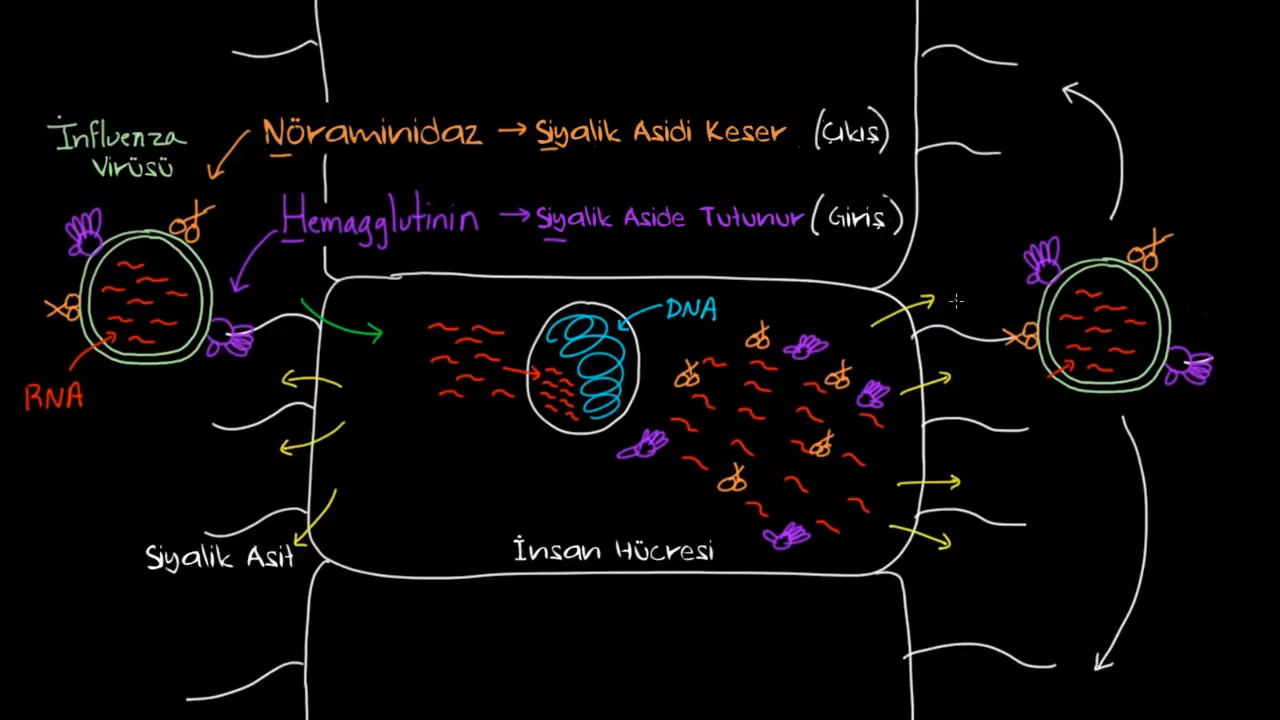 İnfluenza
Virüsü
Nöraminidaz → Siyalik Asidi Keser (Çıkış)
Hemagglutinin → Siyalik Aside Tutunur (Giriş)
DNA
RNA
Siyalik Asit
İnsan Hücresi